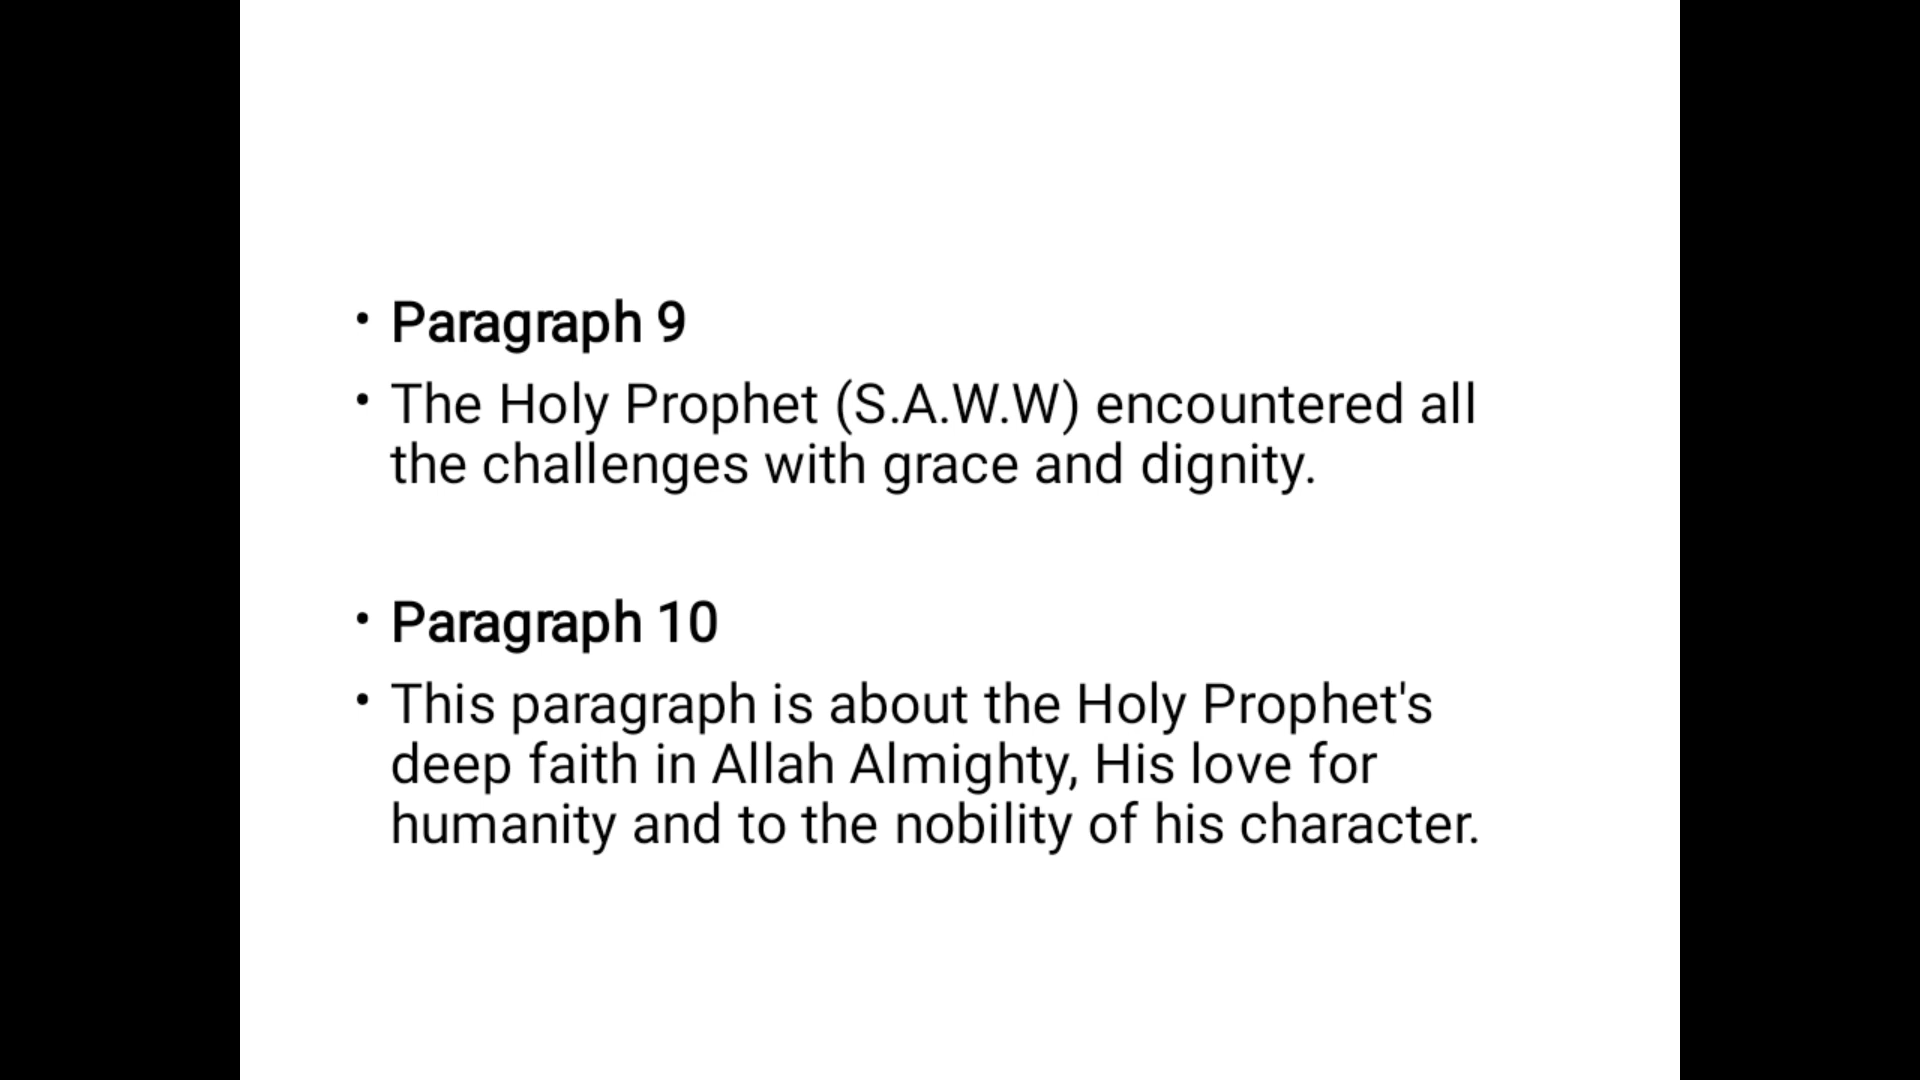 • Paragraph 9
• The Holy Prophet (S.A.W.W) encountered all
the challenges with grace and dignity.
• Paragraph 10
• This paragraph is about the Holy Prophet's
deep faith in Allah Almighty, His love for
humanity and to the nobility of his character.